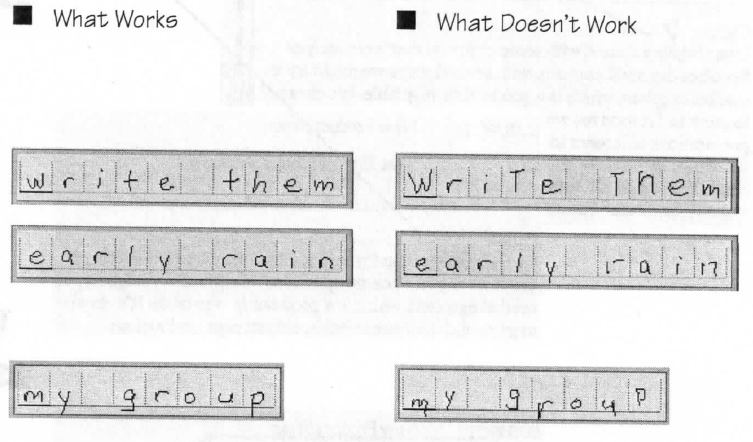 What Works
What Doesn't Work
write them
WriTe Them
early rain
early rain
my group
my grouP